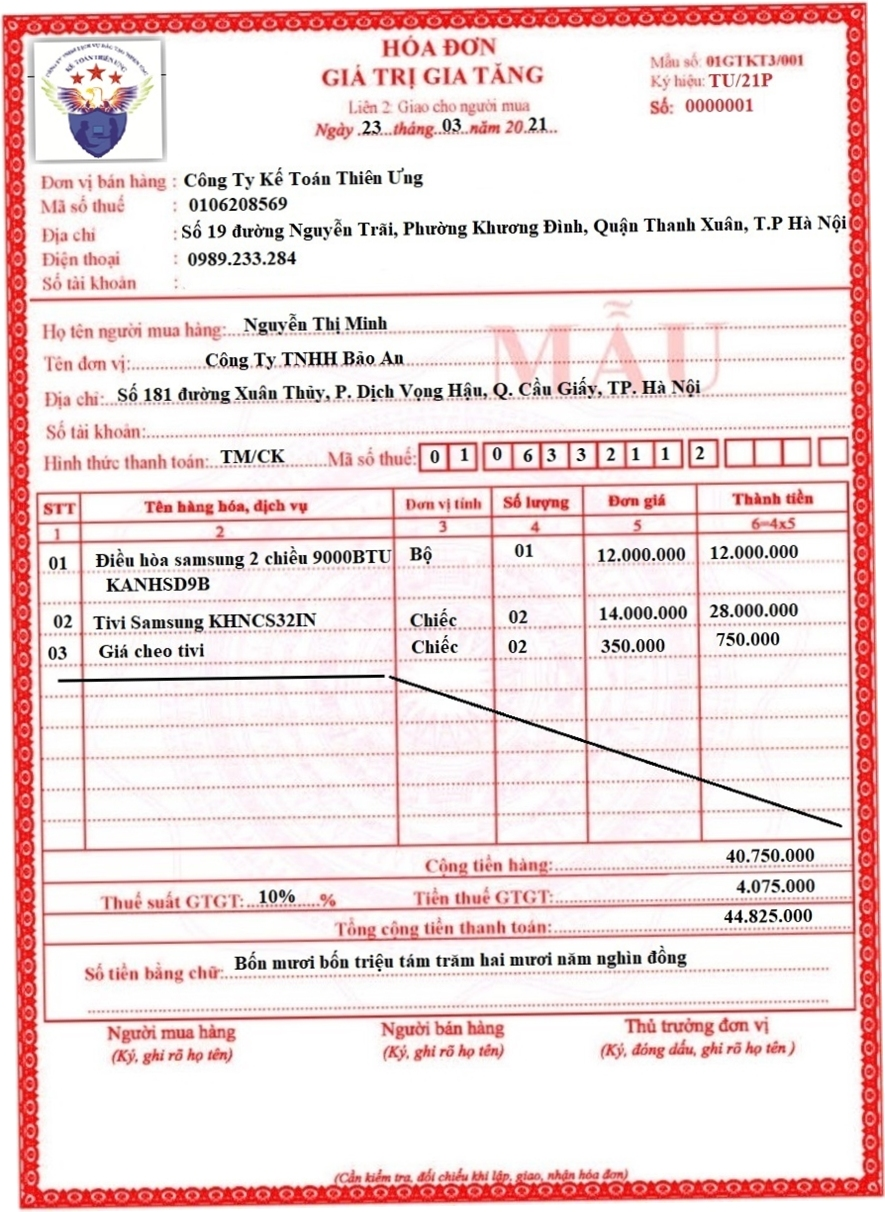 HÓA ĐƠN
GIÁ TRỊ GIA TĂNG
Liên 2: Giao cho người mua
Ngày .23...tháng..03...năm 20.21..
Mẫu số: 01GTKT3/001
Ký hiệu: TU/21P
Số: 0000001
KẾ TOÁN THIÊN ƯNG
Đơn vị bán hàng : Công Ty Kế Toán Thiên Ưng
Mã số thuế : 0106208569
Địa chỉ : Số 19 đường Nguyễn Trãi, Phường Khương Đình, Quận Thanh Xuân, T.P Hà Nội
Điện thoại : 0989.233.284
Số tài khoản :
MẪU
Họ tên người mua hàng: Nguyễn Thị Minh
Tên đơn vị: Công Ty TNHH Bảo An
Địa chỉ: Số 181 đường Xuân Thủy, P. Dịch Vọng Hậu, Q. Cầu Giấy, TP. Hà Nội
Số tài khoản:
Hình thức thanh toán: TM/CK Mã số thuế: 0 1 0 6 3 3 2 1 1 2
STT Tên hàng hóa, dịch vụ Đơn vị tính Số lượng Đơn giá Thành tiền
1 2 3 4 5 6=4x5
01 Điều hòa samsung 2 chiều 9000BTU Bộ 01 12.000.000 12.000.000
KANHSD9B
02 Tivi Samsung KHNCS32IN Chiếc 02 14.000.000 28.000.000
03 Giá cheo tivi Chiếc 02 350.000 750.000
Cộng tiền hàng: 40.750.000
Thuế suất GTGT: 10% % Tiền thuế GTGT: 4.075.000
Tổng cộng tiền thanh toán: 44.825.000
Số tiền bằng chữ: Bốn mươi bốn triệu tám trăm hai mươi năm nghìn đồng
Người mua hàng Người bán hàng Thủ trưởng đơn vị
(Ký, ghi rõ họ tên) (Ký, ghi rõ họ tên) (Ký, đóng dấu, ghi rõ họ tên )
(Cần kiểm tra, đối chiếu khi lập, giao, nhận hóa đơn)